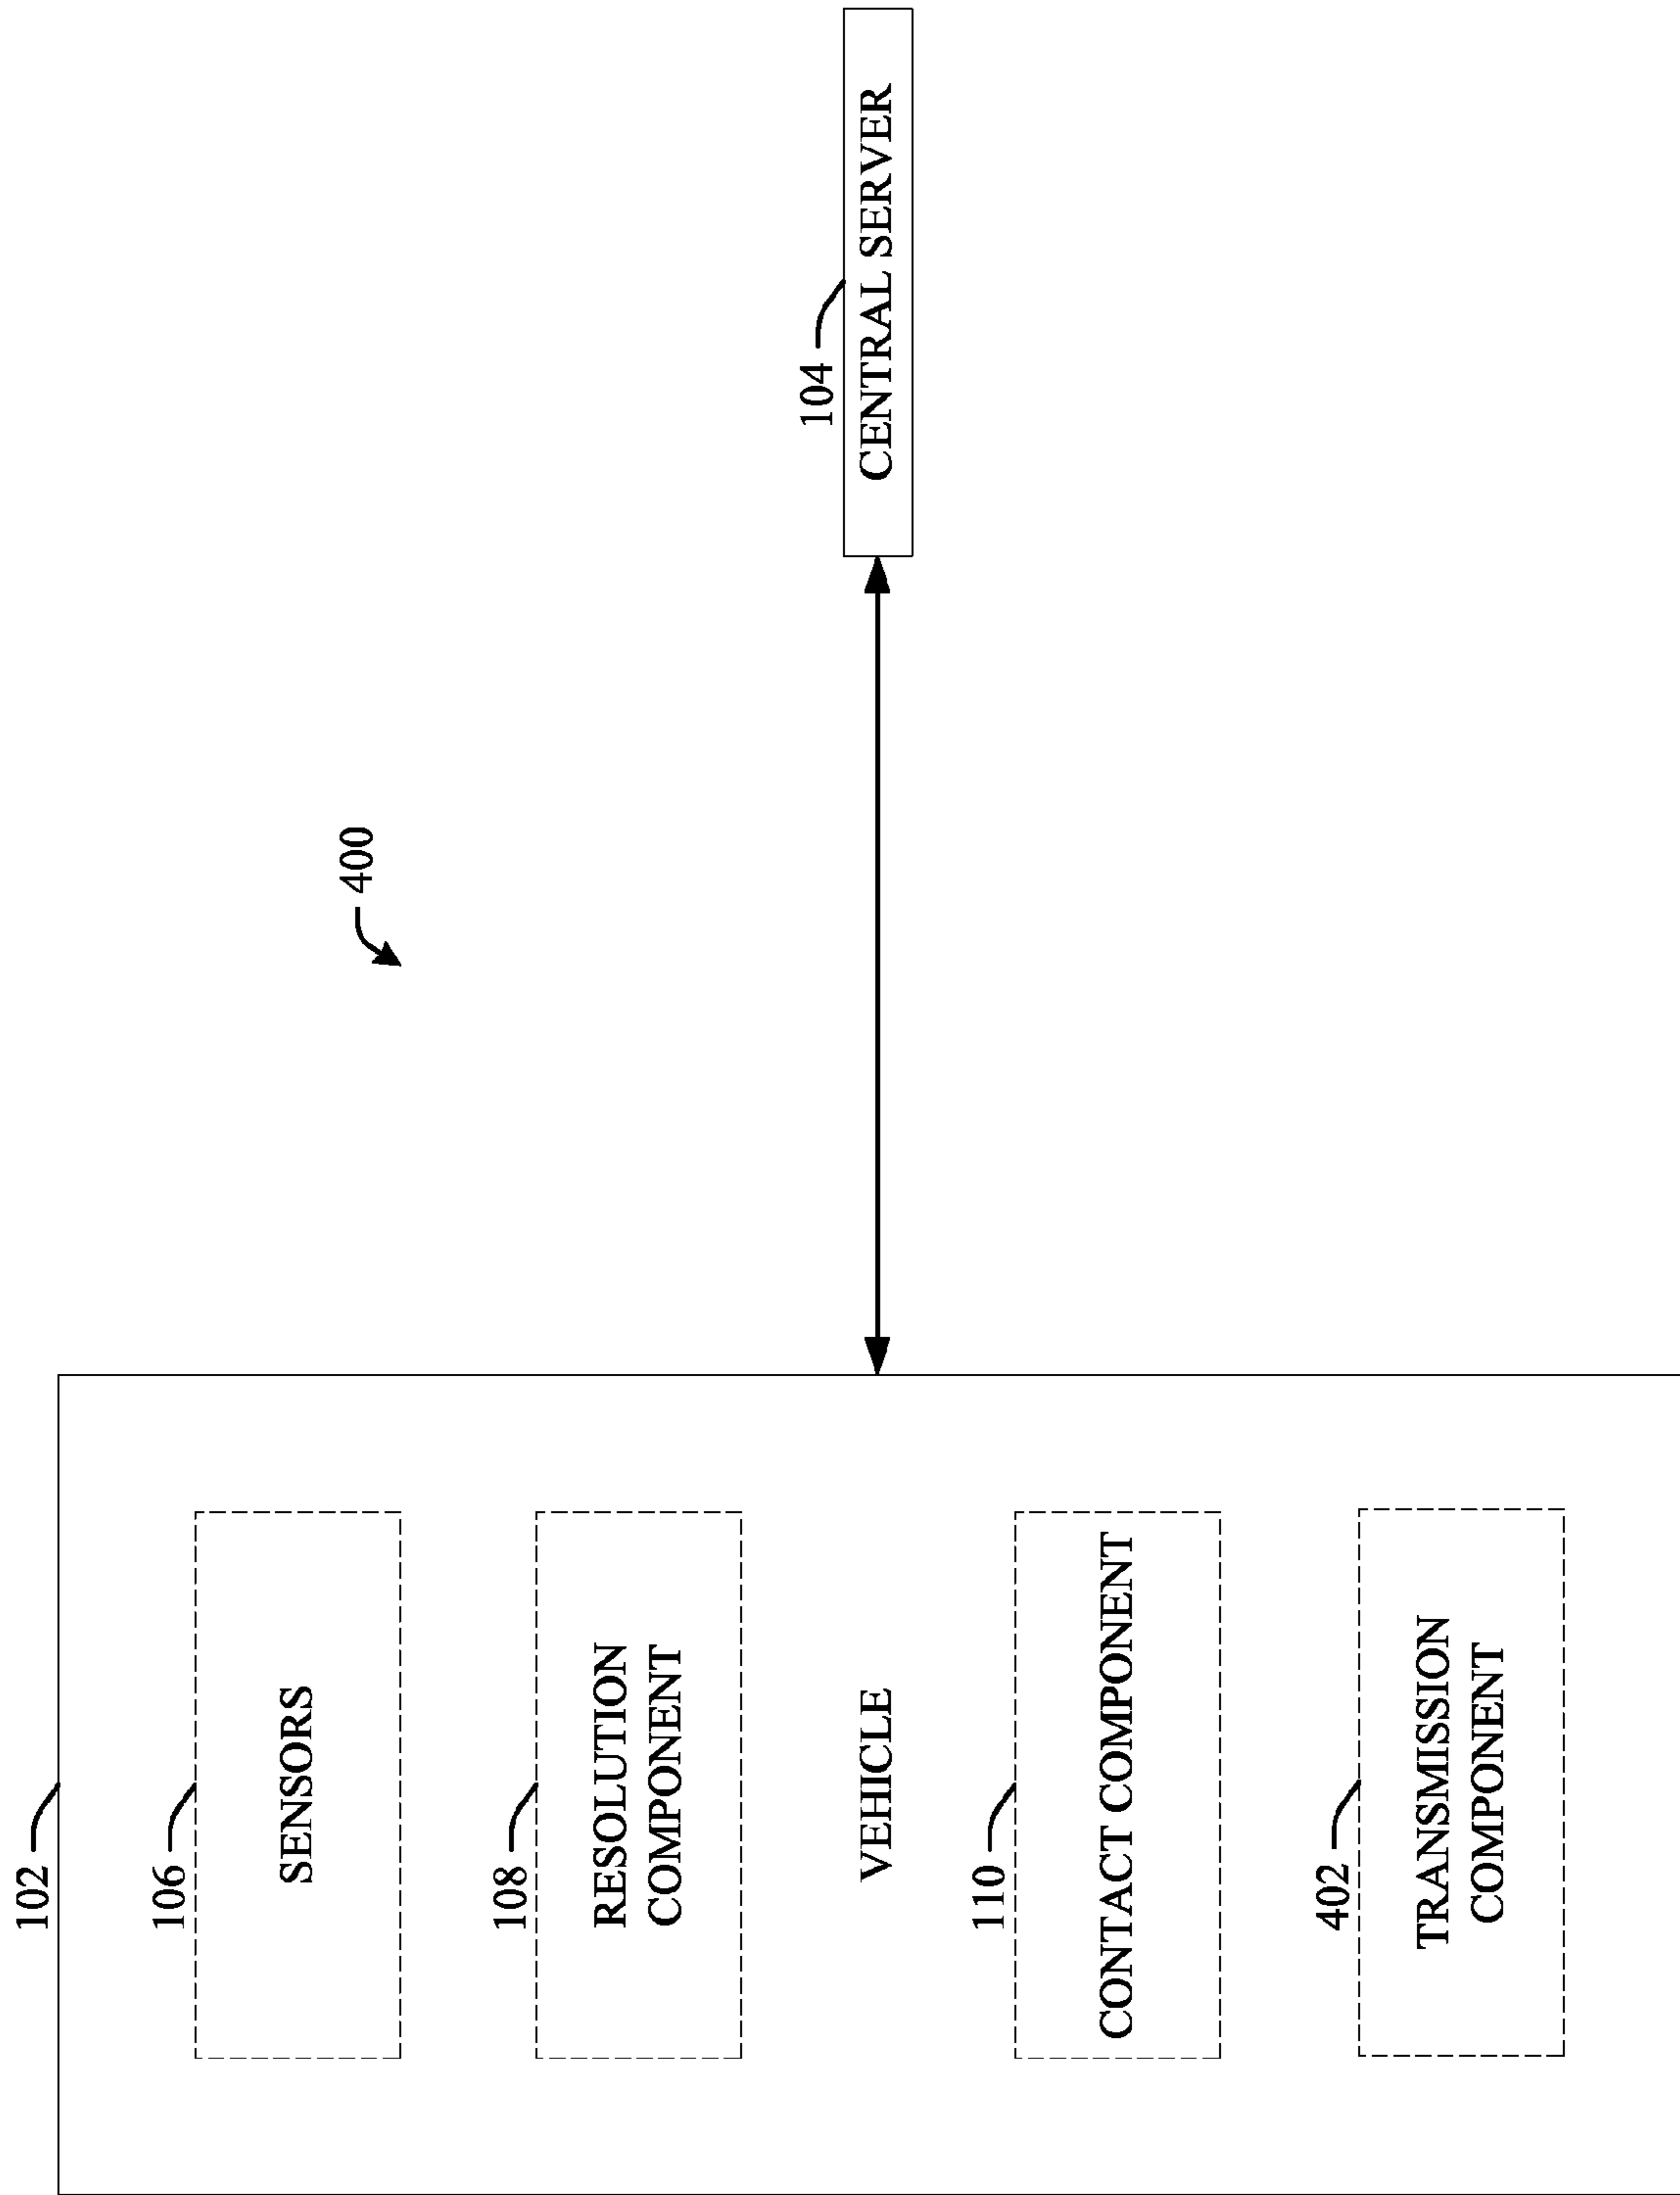 400
102
106
SENSORS
108
RESOLUTION
COMPONENT
VEHICLE
110
CONTACT COMPONENT
402
TRANSMISSION
COMPONENT
104
CENTRAL SERVER